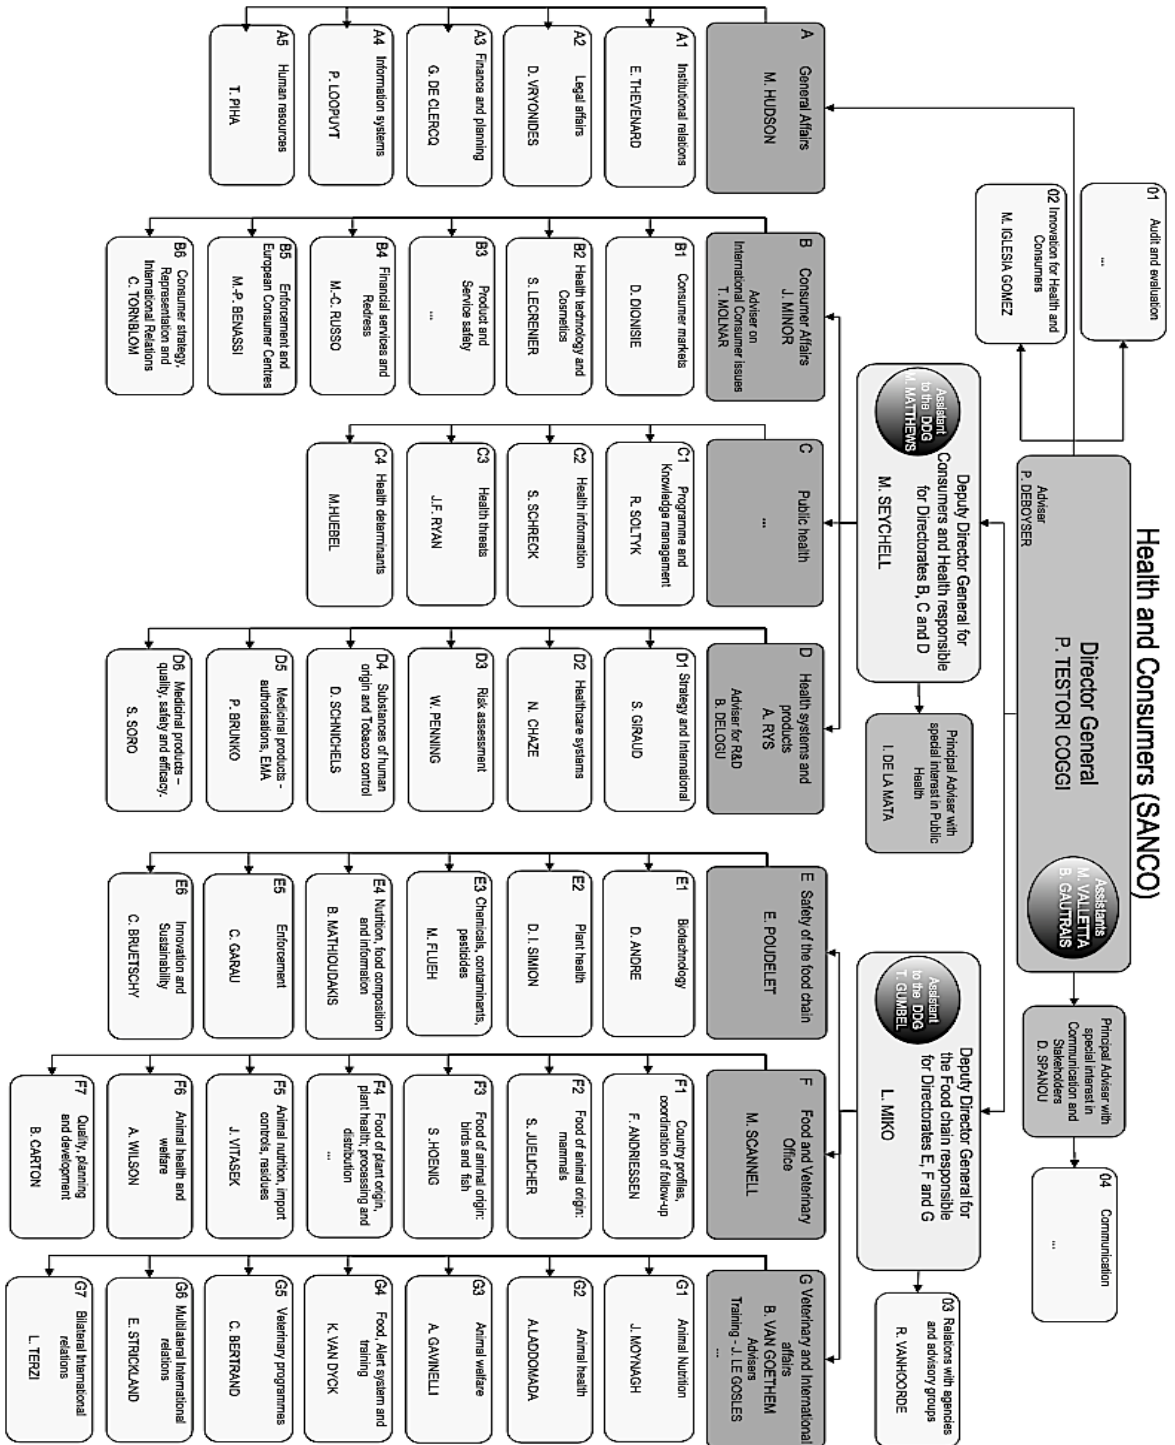 Health and Consumers (SANCO)
Director General
P. TESTORI COGGI
Adviser
P. DEBOYSER
Assistants
M. VALLETTA
B. GAUTRAIS
01 Audit and evaluation
...
02 Innovation for Health and
Consumers
M. IGLESIA GOMEZ
Principal Adviser with
special interest in
Communication and
Stakeholders
D. SPANOU
04 Communication
...
Deputy Director General for
Consumers and Health responsible
for Directorates B, C and D
M. SEYCHELL
Assistant
to the DDG
M. MATTHEWS
Principal Adviser with
special interest in Public
Health
I. DE LA MATA
Deputy Director General for
the Food chain responsible
for Directorates E, F and G
L. MIKO
Assistant
to the DDG
T. GUMBEL
03 Relations with agencies
and advisory groups
R. VANHOORDE
A General Affairs
M. HUDSON
A1 Institutional relations
E. THEVENARD
A2 Legal affairs
D. VRYONIDES
A3 Finance and planning
G. DE CLERCQ
A4 Information systems
P. LOOPUYT
A5 Human resources
T. PIHA
B Consumer Affairs
J. MINOR
Adviser on
International Consumer issues
T. MOLNAR
B1 Consumer markets
D. DIONISIE
B2 Health technology and
Cosmetics
S. LECRENIER
B3 Product and
Service safety
...
B4 Financial services and
Redress
M.-C. RUSSO
B5 Enforcement and
European Consumer Centres
M.-P. BENASSI
B6 Consumer strategy,
Representation and
International Relations
C. TORNBLOM
C Public health
...
C1 Programme and
Knowledge management
R. SOLTYK
C2 Health information
S. SCHRECK
C3 Health threats
J.F. RYAN
C4 Health determinants
M.HUEBEL
D Health systems and
products
A. RYS
Adviser for R&D
B. DELOGU
D1 Strategy and International
S. GIRAUD
D2 Healthcare systems
N. CHAZE
D3 Risk assessment
W. PENNING
D4 Substances of human
origin and Tobacco control
D. SCHNICHELS
D5 Medicinal products -
authorisations, EMA
P. BRUNKO
D6 Medicinal products –
quality, safety and efficacy.
S. SORO
E Safety of the food chain
E. POUDELET
E1 Biotechnology
D. ANDRE
E2 Plant health
D. I. SIMION
E3 Chemicals, contaminants,
pesticides
M. FLUEH
E4 Nutrition, food composition
and information
B. MATHIOUDAKIS
E5 Enforcement
C. GARAU
E6 Innovation and
Sustainability
C. BRUETSCHY
F Food and Veterinary
Office
M. SCANNELL
F1 Country profiles,
coordination of follow-up
F. ANDRIESSEN
F2 Food of animal origin:
mammals
S. JUELICHER
F3 Food of animal origin:
birds and fish
S .HOENIG
F4 Food of plant origin,
plant health; processing and
distribution
...
F5 Animal nutrition, import
controls, residues
J. VITASEK
F6 Animal health and
welfare
A. WILSON
F7 Quality, planning
and development
B. CARTON
G Veterinary and International
affairs
B. VAN GOETHEM
Advisers
Training - J. LE GOSLES
...
G1 Animal Nutrition
J. MOYNAGH
G2 Animal health
A.LADDOMADA
G3 Animal welfare
A. GAVINELLI
G4 Food, Alert system and
training
K. VAN DYCK
G5 Veterinary programmes
C. BERTRAND
G6 Multilateral International
relations
E. STRICKLAND
G7 Bilateral International
relations
L. TERZI